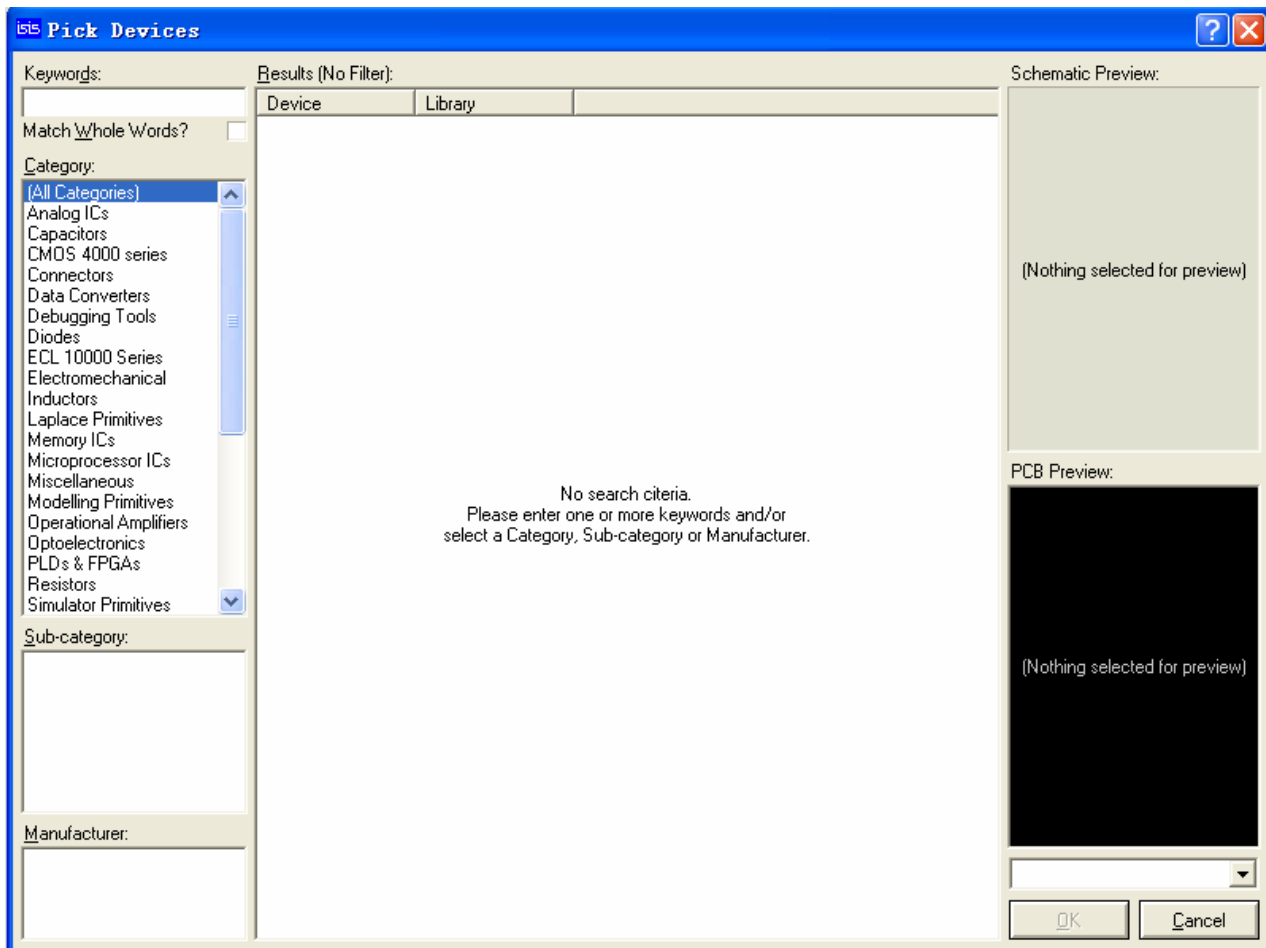 isis Pick Devices
Keywords:
Match Whole Words?
Category:
(All Categories)
Analog ICs
Capacitors
CMOS 4000 series
Connectors
Data Converters
Debugging Tools
Diodes
ECL 10000 Series
Electromechanical
Inductors
Laplace Primitives
Memory ICs
Microprocessor ICs
Miscellaneous
Modelling Primitives
Operational Amplifiers
Optoelectronics
PLDs & FPGAs
Resistors
Simulator Primitives
Sub-category:
Manufacturer:
Results (No Filter):
Device Library
No search citeria.
Please enter one or more keywords and/or
select a Category, Sub-category or Manufacturer.
Schematic Preview:
(Nothing selected for preview)
PCB Preview:
(Nothing selected for preview)
OK Cancel